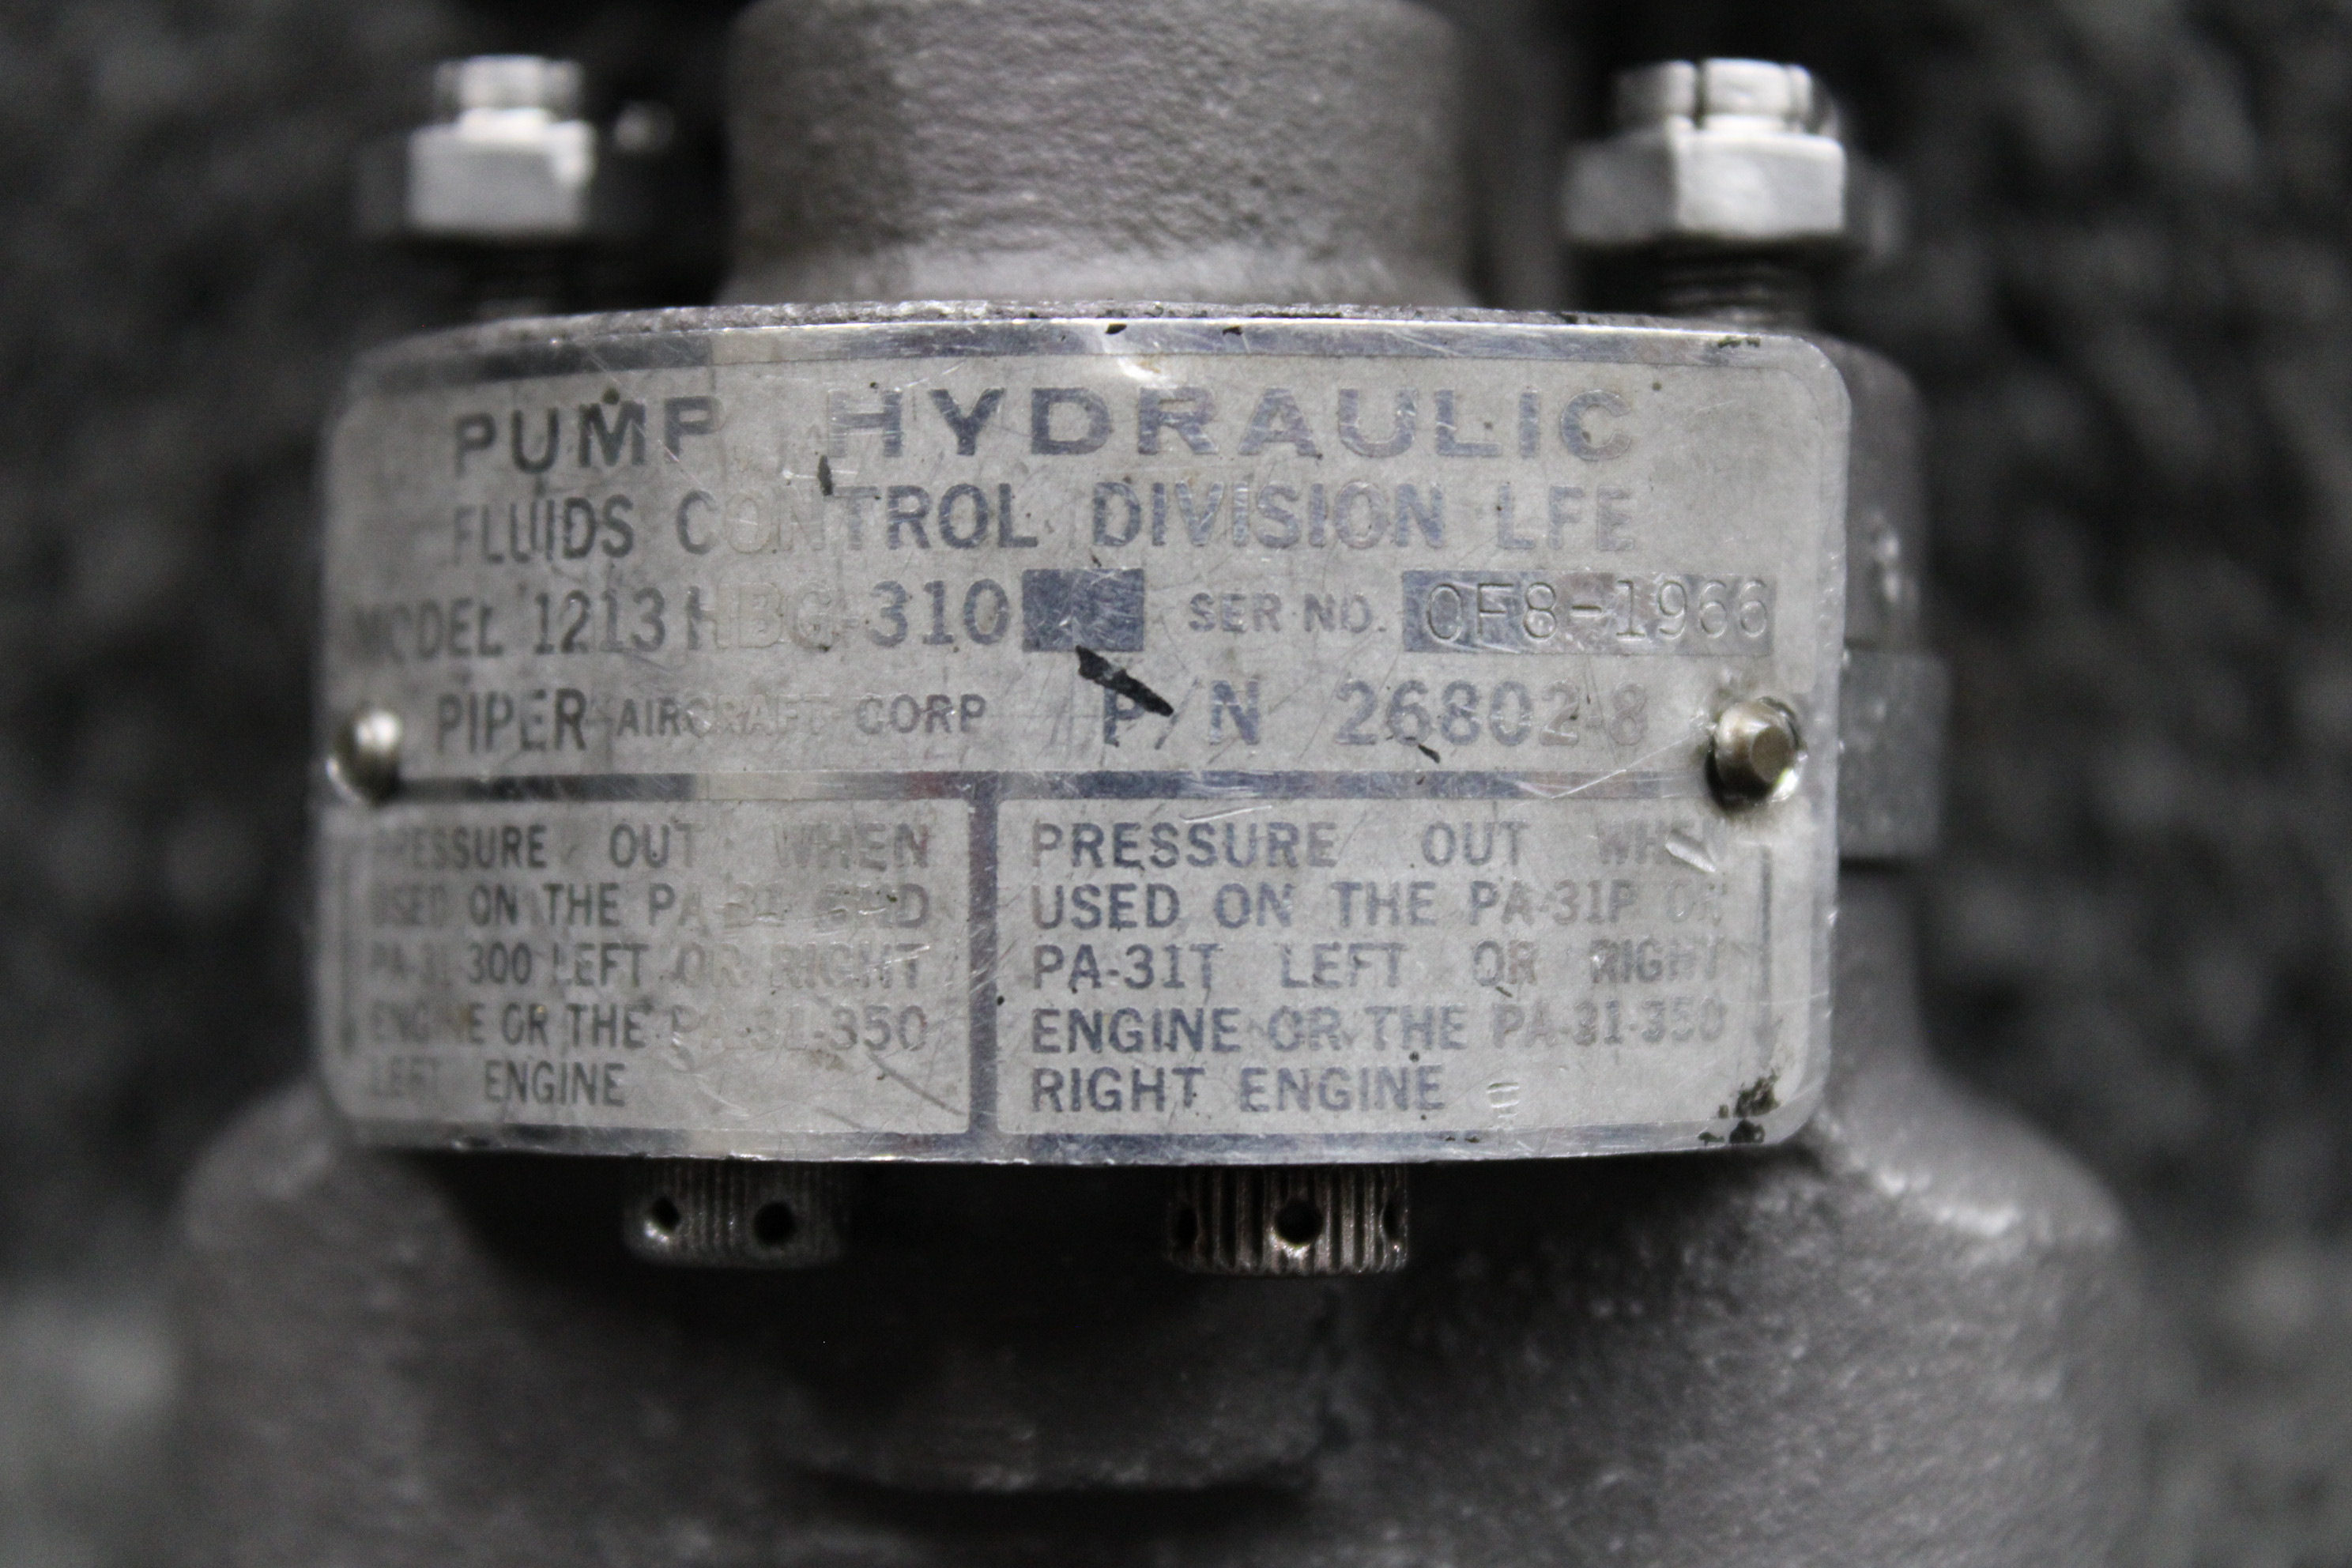 PUMP HYDRAULIC
FLUIDS CONTROL DIVISION LFE
MODEL 1213HBG-310 SER NO. OF8-1966
PIPER AIRCRAFT CORP P/N 26802-8
PRESSURE OUT WHEN
USED ON THE PA-31 AND
PA-31-300 LEFT OR RIGHT
ENGINE OR THE PA-31-350
LEFT ENGINE
PRESSURE OUT WHEN
USED ON THE PA-31P OR
PA-31T LEFT OR RIGHT
ENGINE OR THE PA-31-350
RIGHT ENGINE